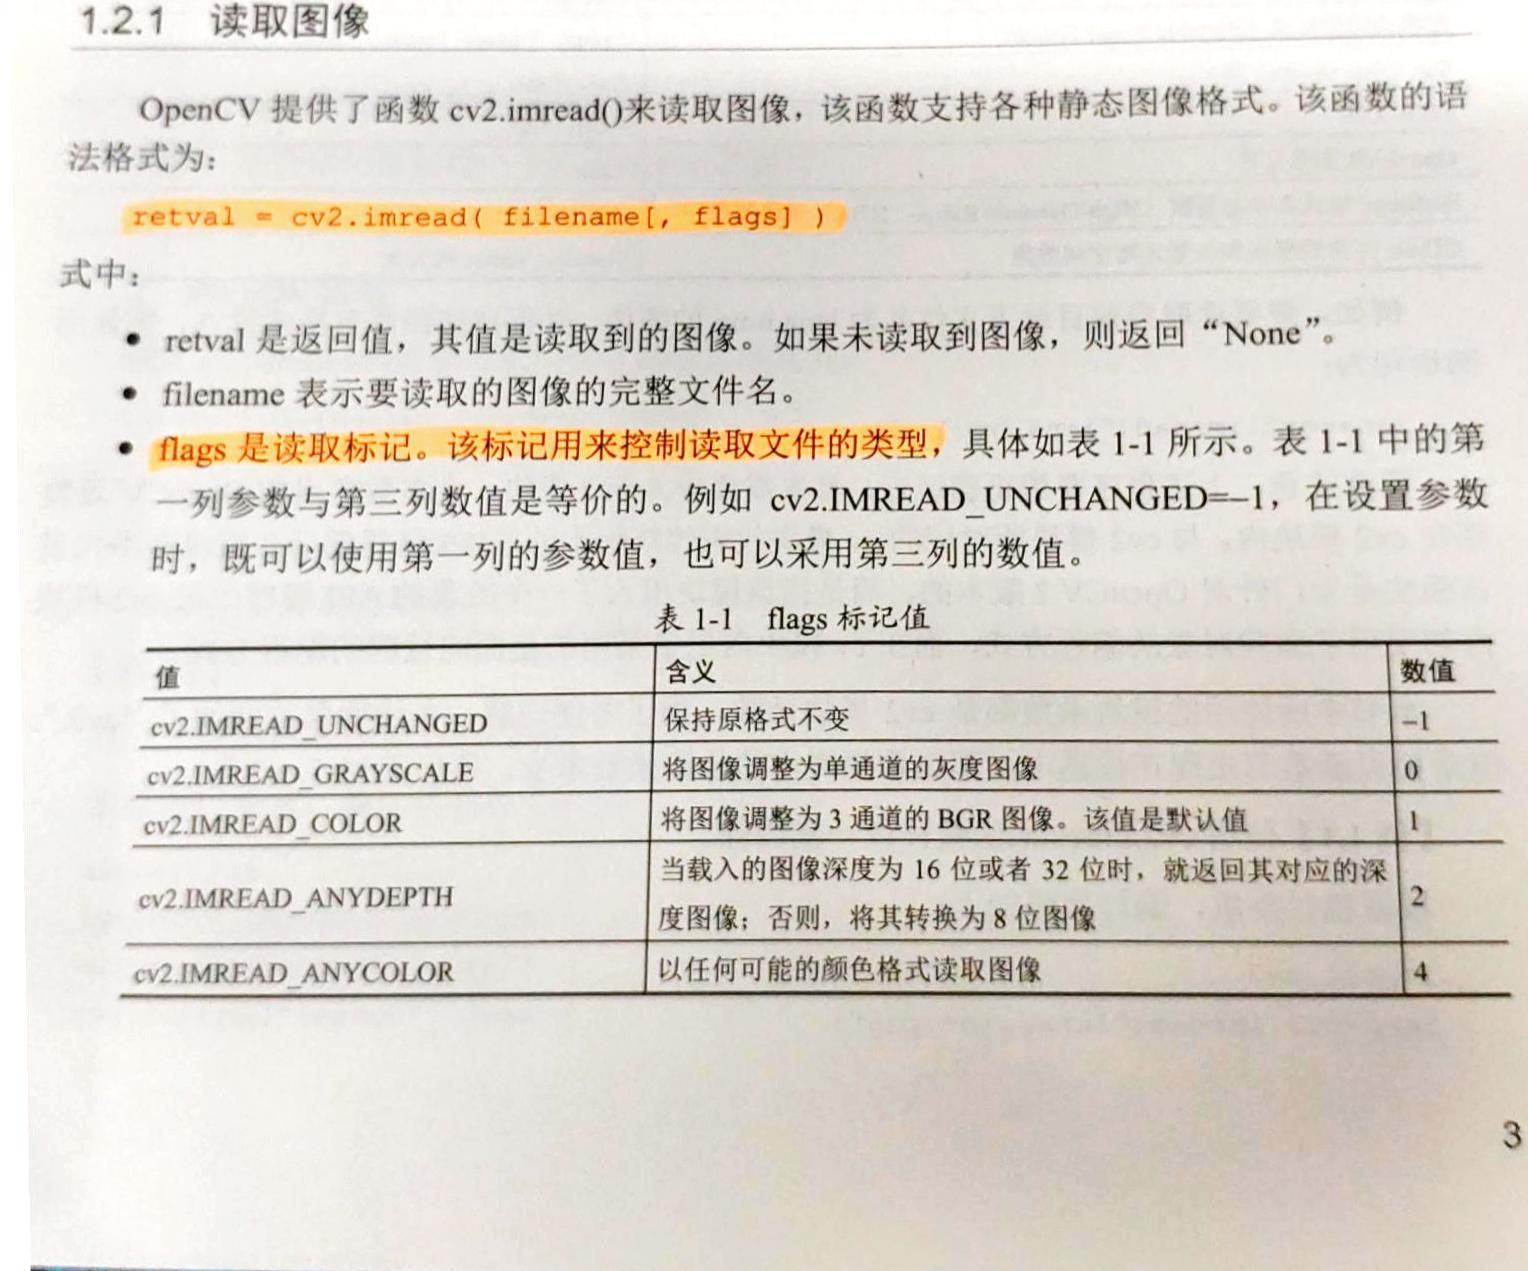 1.2.1 读取图像
OpenCV 提供了函数 cv2.imread()来读取图像，该函数支持各种静态图像格式。该函数的语
法格式为：
retval = cv2.imread( filename[, flags] )
式中：
• retval 是返回值，其值是读取到的图像。如果未读取到图像，则返回“None”。
• filename 表示要读取的图像的完整文件名。
• flags 是读取标记。该标记用来控制读取文件的类型，具体如表 1-1 所示。表 1-1 中的第
一列参数与第三列数值是等价的。例如 cv2.IMREAD_UNCHANGED=–1，在设置参数
时，既可以使用第一列的参数值，也可以采用第三列的数值。
表 1-1 flags 标记值
值 含义 数值
cv2.IMREAD_UNCHANGED 保持原格式不变 –1
cv2.IMREAD_GRAYSCALE 将图像调整为单通道的灰度图像 0
cv2.IMREAD_COLOR 将图像调整为 3 通道的 BGR 图像。该值是默认值 1
cv2.IMREAD_ANYDEPTH 当载入的图像深度为 16 位或者 32 位时，就返回其对应的深
度图像；否则，将其转换为 8 位图像 2
cv2.IMREAD_ANYCOLOR 以任何可能的颜色格式读取图像 4
3